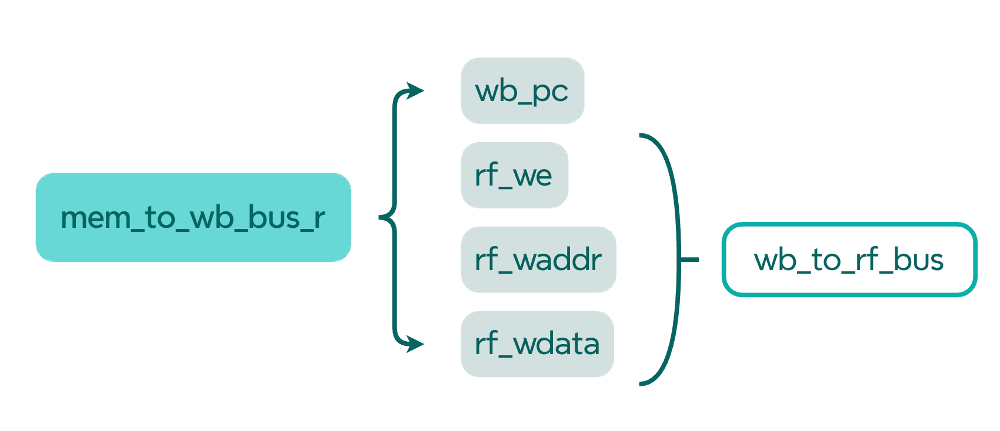 mem_to_wb_bus_r
wb_pc
rf_we
rf_waddr
rf_wdata
wb_to_rf_bus